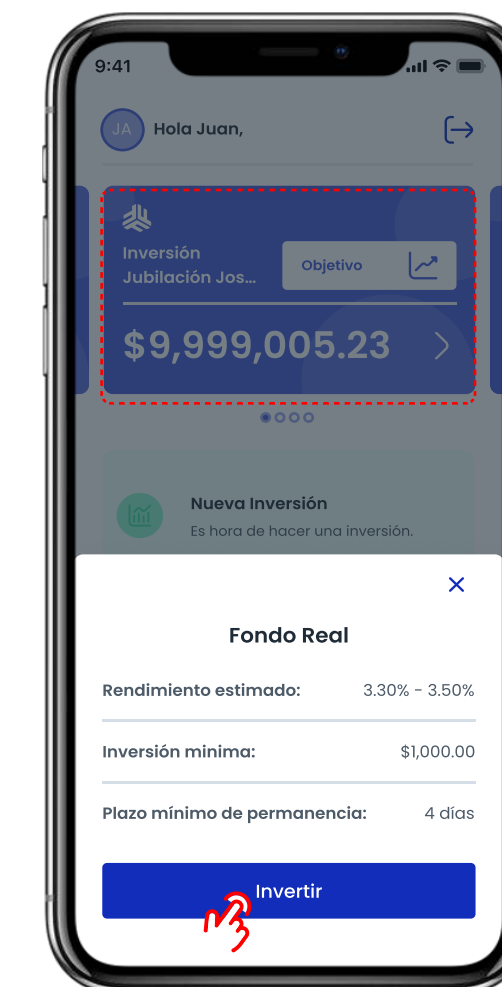 9:41
JA
Hola Juan,
Inversión
Jubilación Jos...
Objetivo
$9,999,005.23
Nueva Inversión
Es hora de hacer una inversión.
Fondo Real
Rendimiento estimado: 3.30% - 3.50%
Inversión minima: $1,000.00
Plazo mínimo de permanencia: 4 días
Invertir